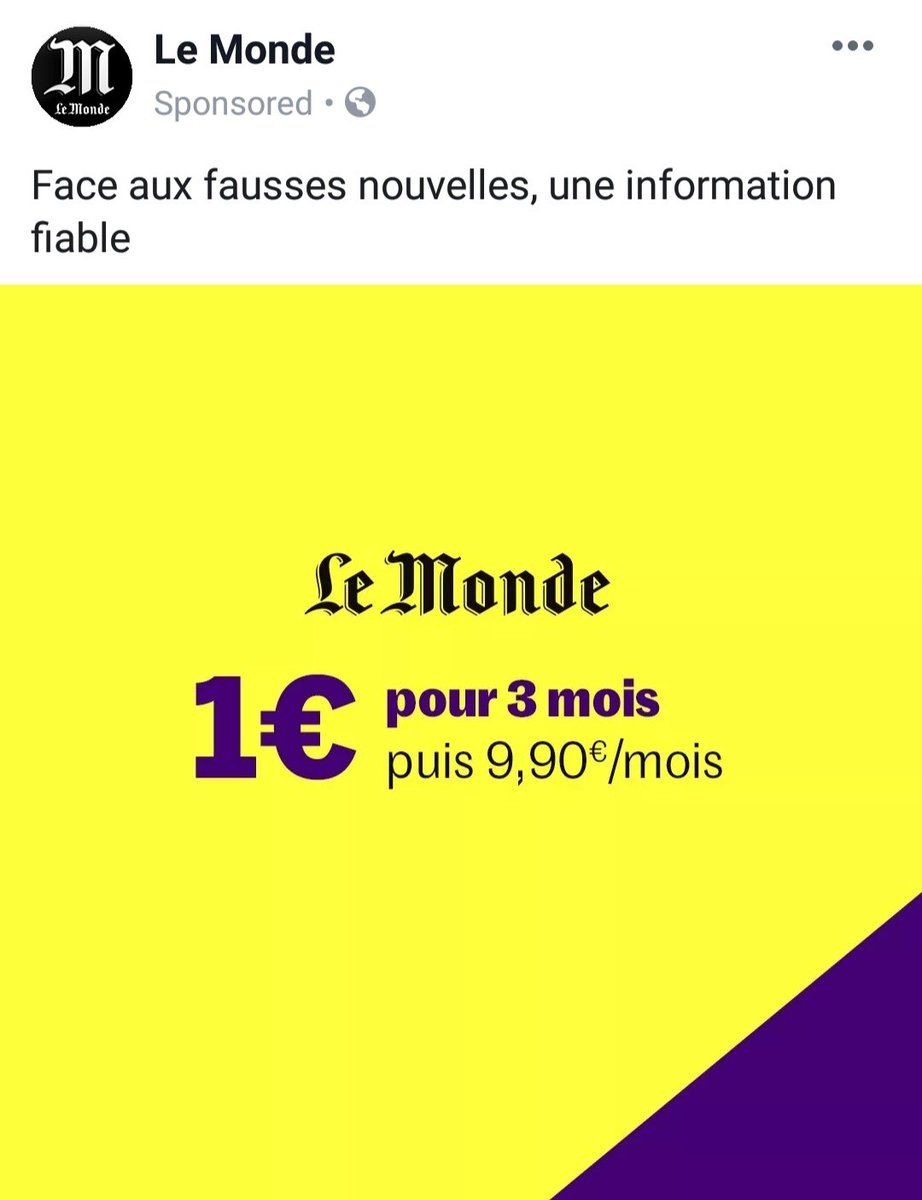 M
Le Monde
Le Monde
Sponsored •
Face aux fausses nouvelles, une information
fiable
Le Monde
1€ pour 3 mois
puis 9,90€/mois